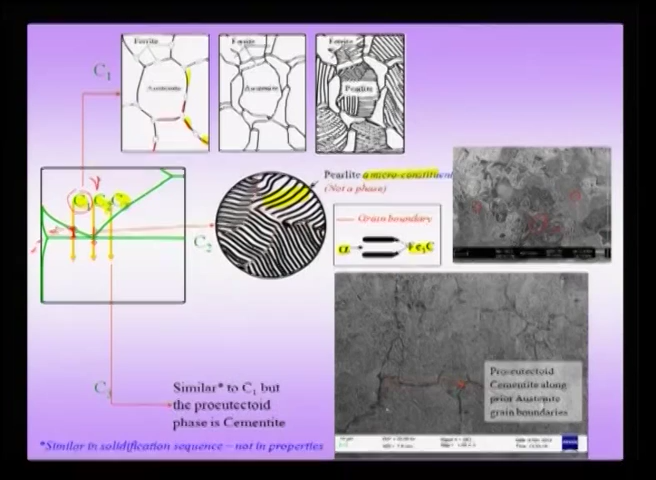 Ferrite
Ferrite
Ferrite
C1
Austenite
Austenite
Pearlite
γ
C1 C2 C3
Pearlite a micro-constituent
(Not a phase)
Grain boundary
C2
α
Fe3C
C3
Similar* to C1 but
the proeutectoid
phase is Cementite
Pro-eutectoid
Cementite along
prior Austenite
grain boundaries
*Similar in solidification sequence – not in properties